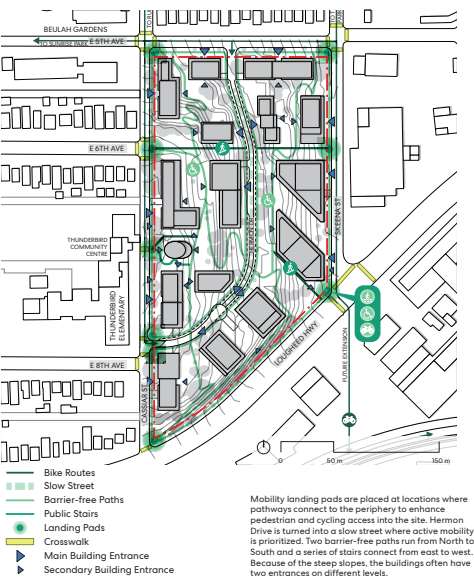 BEULAH GARDENS
E 5TH AVE
TO SUNRISE PARK
E 6TH AVE
SKEENA ST
THUNDERBIRD
COMMUNITY
CENTRE
THUNDERBIRD
ELEMENTARY
E 8TH AVE
CASSIAR ST
LOUGHEED HWY
FUTURE EXTENSION
0 50 m 150 m
Bike Routes
Slow Street
Barrier-free Paths
Public Stairs
Landing Pads
Crosswalk
Main Building Entrance
Secondary Building Entrance
Mobility landing pads are placed at locations where
pathways connect to the periphery to enhance
pedestrian and cycling access into the site. Hermon
Drive is turned into a slow street where active mobility
is prioritized. Two barrier-free paths run from North to
South and a series of stairs connect from east to west.
Because of the steep slopes, the buildings often have
two entrances on different levels.